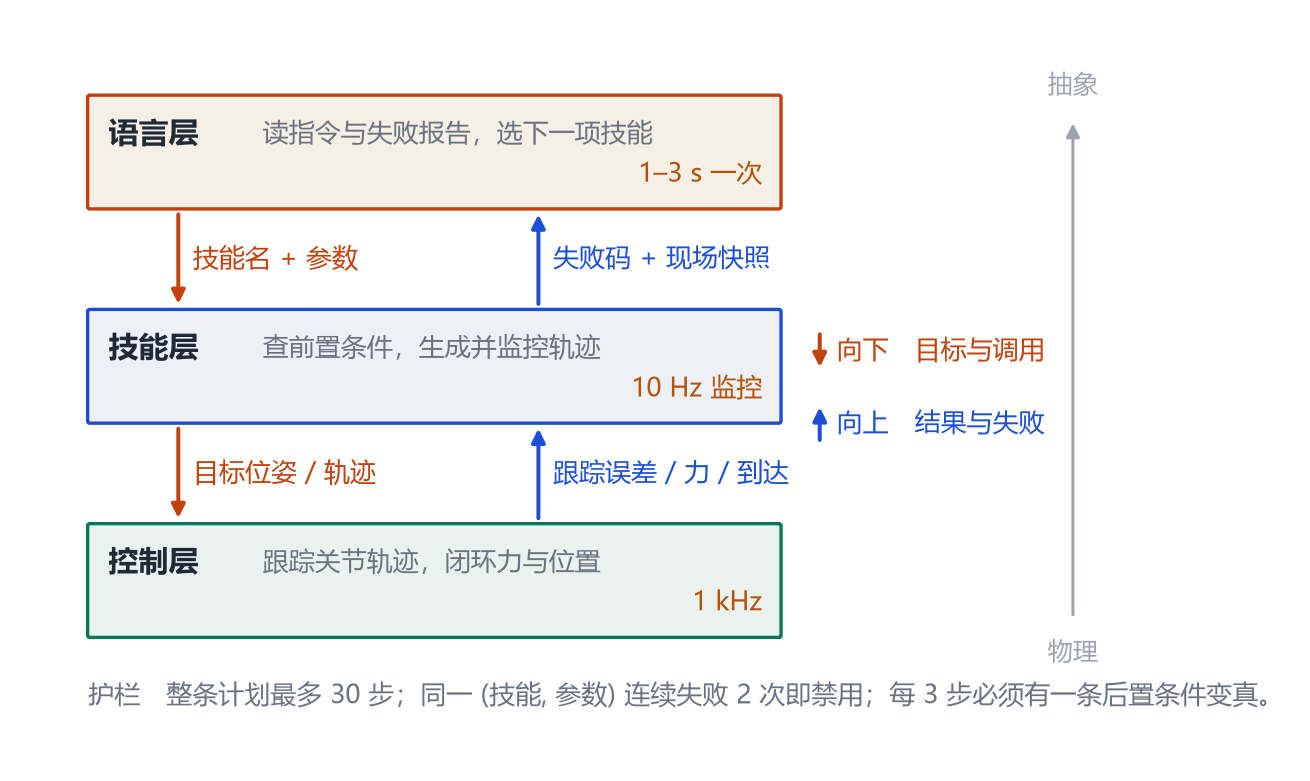 抽象
语言层 读指令与失败报告，选下一项技能
1–3 s 一次
技能名 + 参数
失败码 + 现场快照
技能层 查前置条件，生成并监控轨迹
10 Hz 监控
向下 目标与调用
向上 结果与失败
目标位姿 / 轨迹
跟踪误差 / 力 / 到达
控制层 跟踪关节轨迹，闭环力与位置
1 kHz
物理
护栏 整条计划最多 30 步；同一 (技能, 参数) 连续失败 2 次即禁用；每 3 步必须有一条后置条件变真。